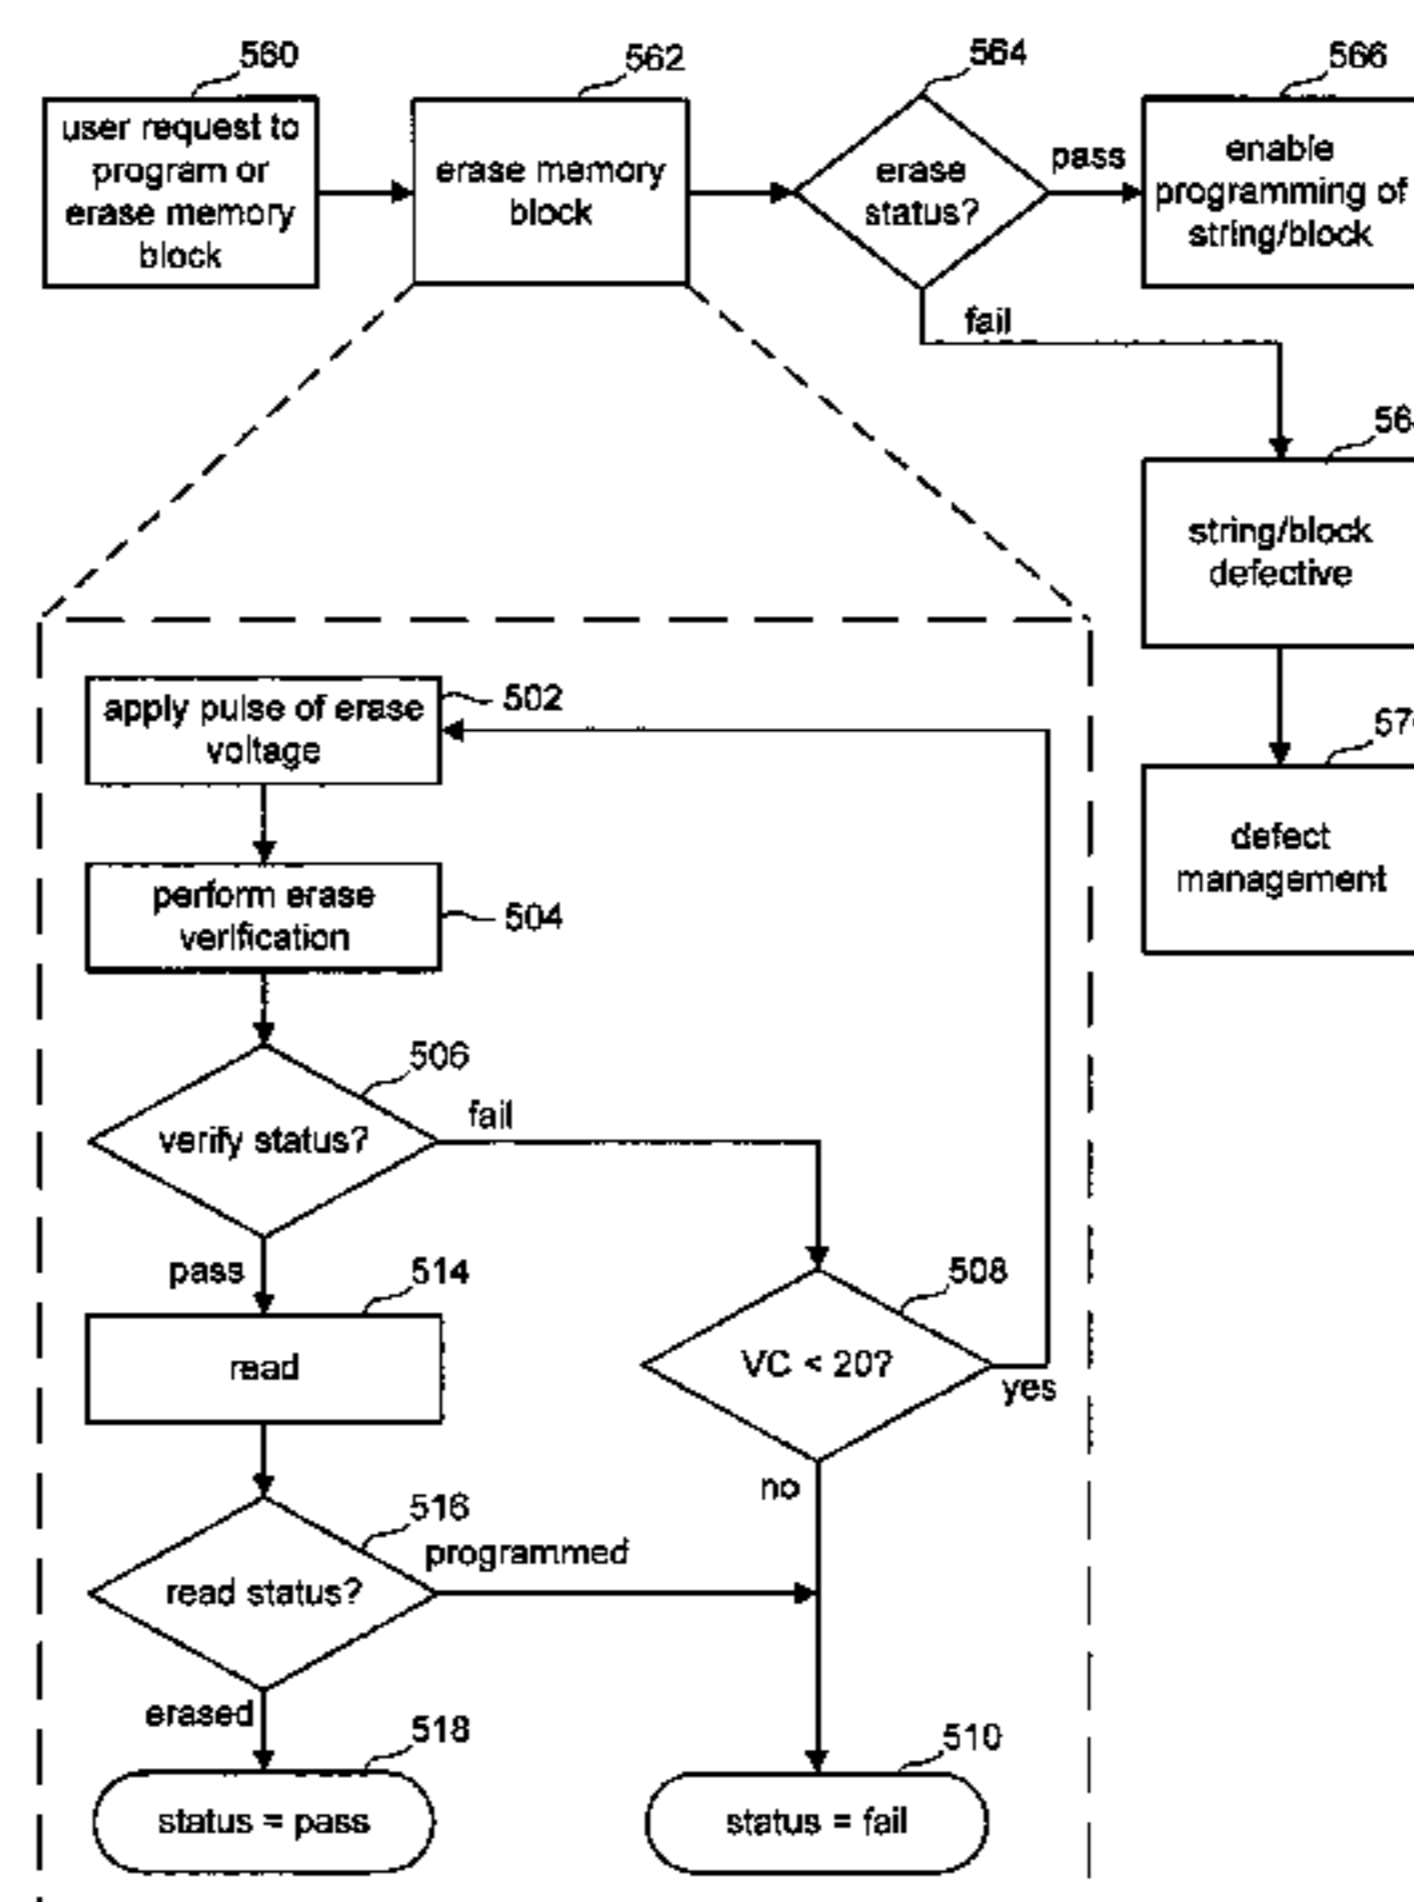 560
user request to
program or
erase memory
block
562
erase memory
block
564
erase
status?
pass
fail
566
enable
programming of
string/block
string/block
defective
defect
management
apply pulse of erase
voltage
502
perform erase
verification
504
506
verify status?
fail
pass
514
read
508
VC < 20?
yes
no
516
read status?
programmed
erased
518
status = pass
510
status = fail